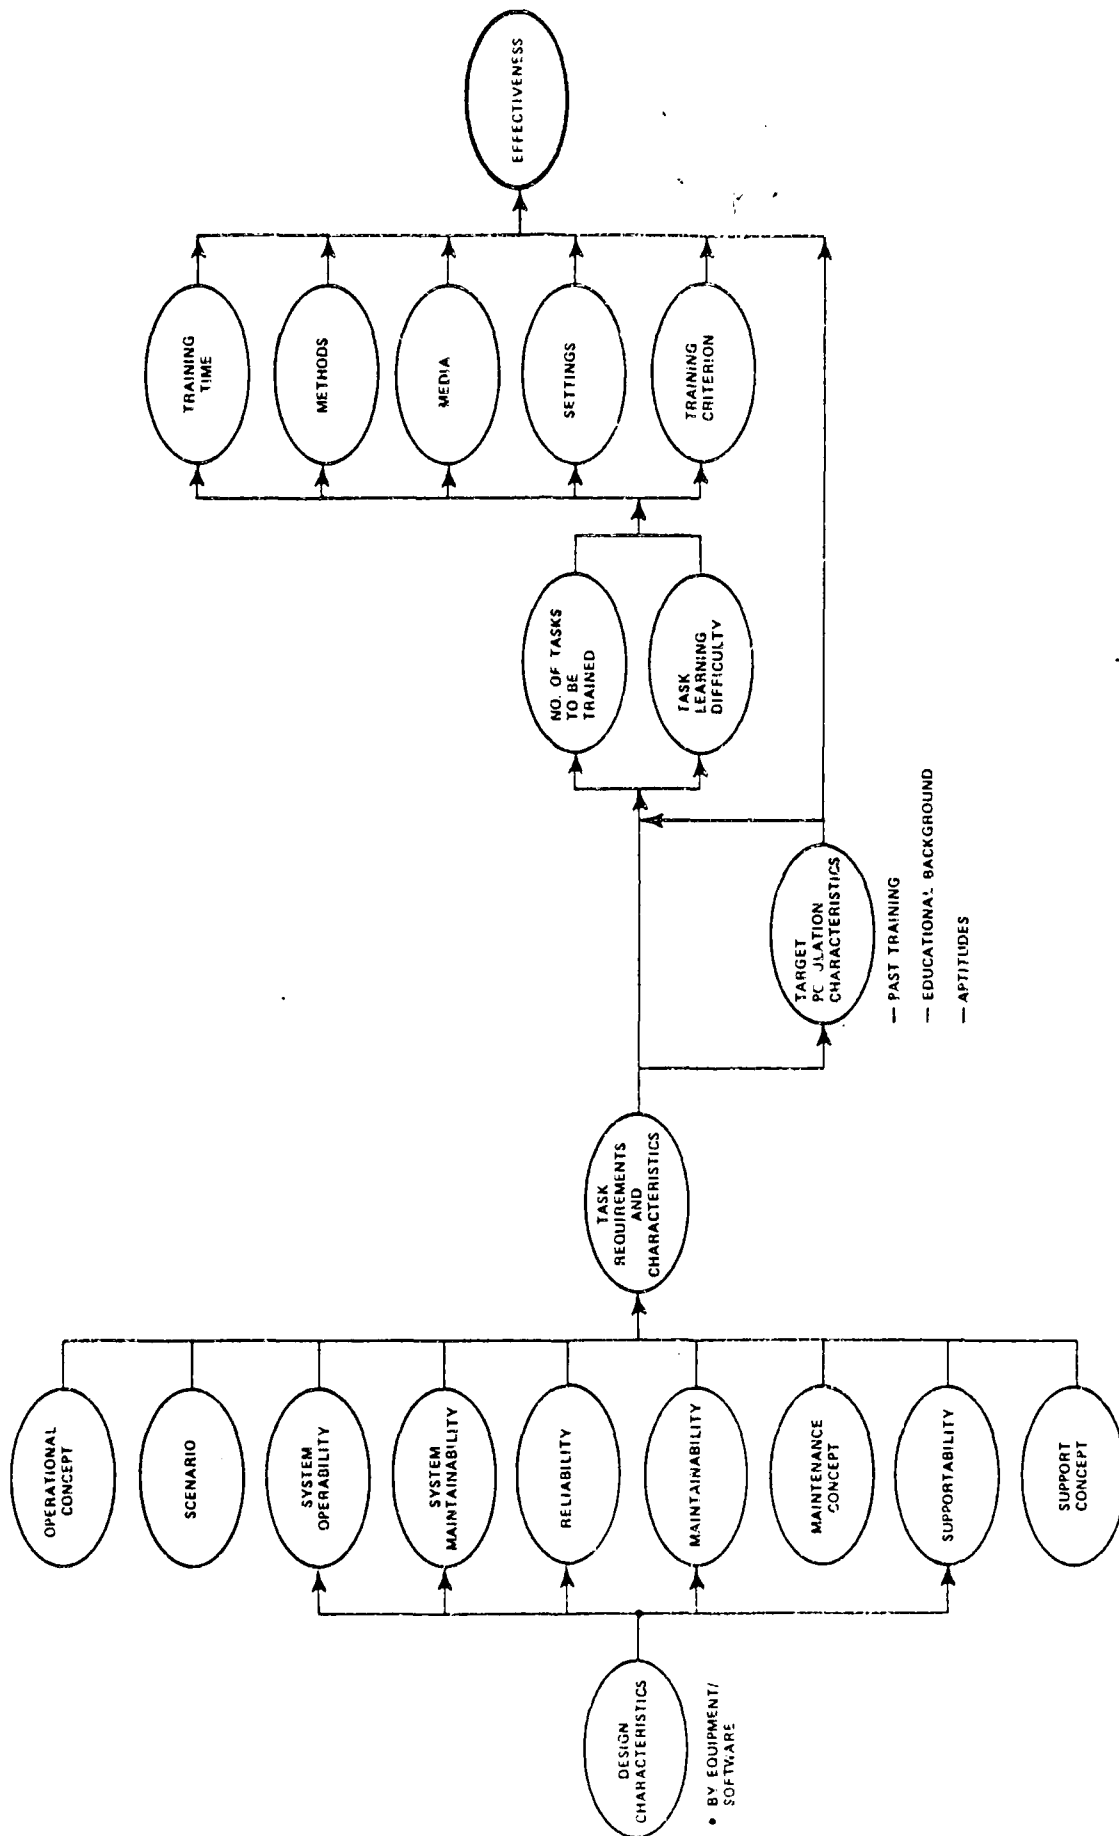 DESIGN
CHARACTERISTICS
• BY EQUIPMENT/
SOFTWARE
OPERATIONAL
CONCEPT
SCENARIO
SYSTEM
OPERABILITY
SYSTEM
MAINTAINABILITY
RELIABILITY
MAINTAINABILITY
MAINTENANCE
CONCEPT
SUPPORTABILITY
SUPPORT
CONCEPT
TASK
REQUIREMENTS
AND
CHARACTERISTICS
TARGET
CHARACTERISTICS
— PAST TRAINING
— EDUCATIONAL BACKGROUND
— APTITUDES
NO. OF TASKS
TO BE
TRAINED
TASK
LEARNING
DIFFICULTY
TRAINING
TIME
METHODS
MEDIA
SETTINGS
TRAINING
CRITERION
EFFECTIVENESS